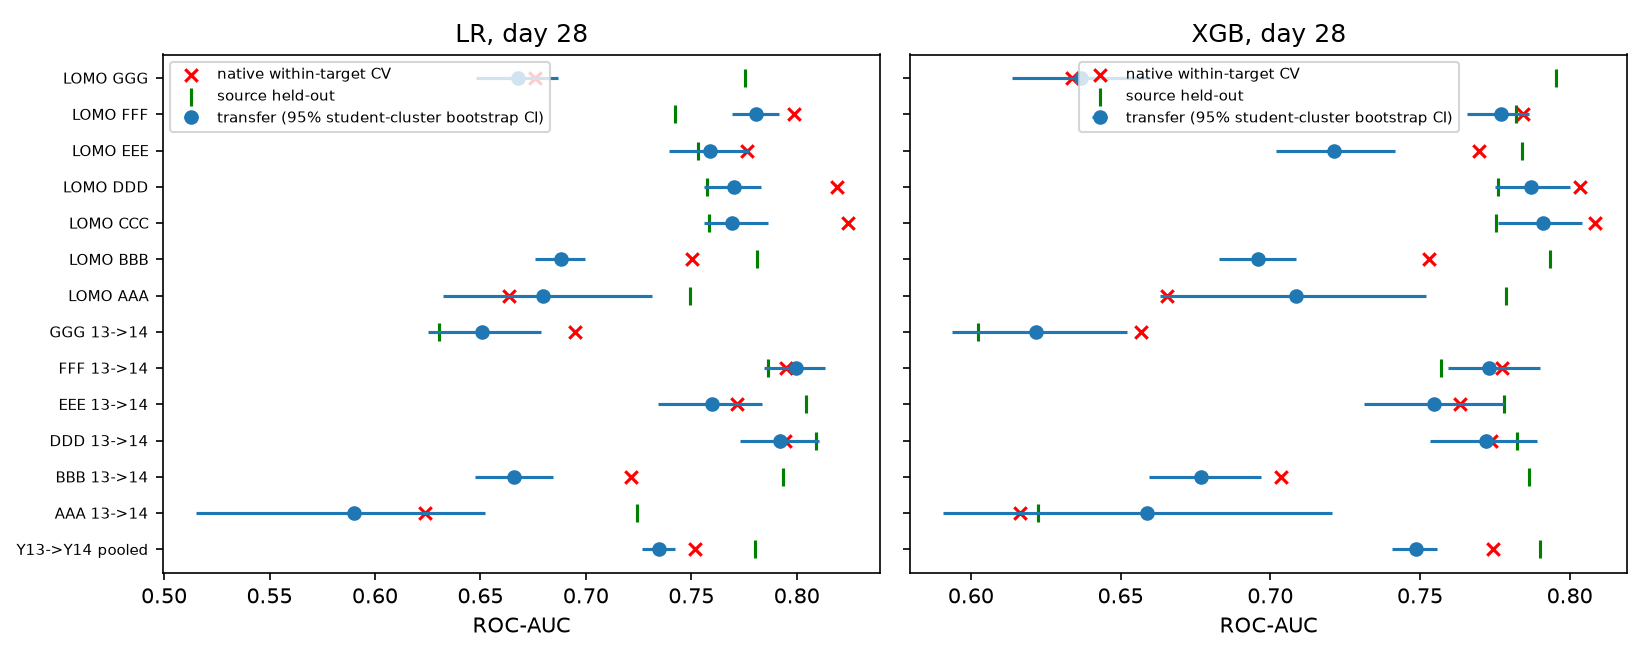 LR, day 28
XGB, day 28
native within-target CV
source held-out
transfer (95% student-cluster bootstrap CI)
native within-target CV
source held-out
transfer (95% student-cluster bootstrap CI)
LOMO GGG
LOMO FFF
LOMO EEE
LOMO DDD
LOMO CCC
LOMO BBB
LOMO AAA
GGG 13->14
FFF 13->14
EEE 13->14
DDD 13->14
BBB 13->14
AAA 13->14
Y13->Y14 pooled
0.50 0.55 0.60 0.65 0.70 0.75 0.80
0.60 0.65 0.70 0.75 0.80
ROC-AUC
ROC-AUC